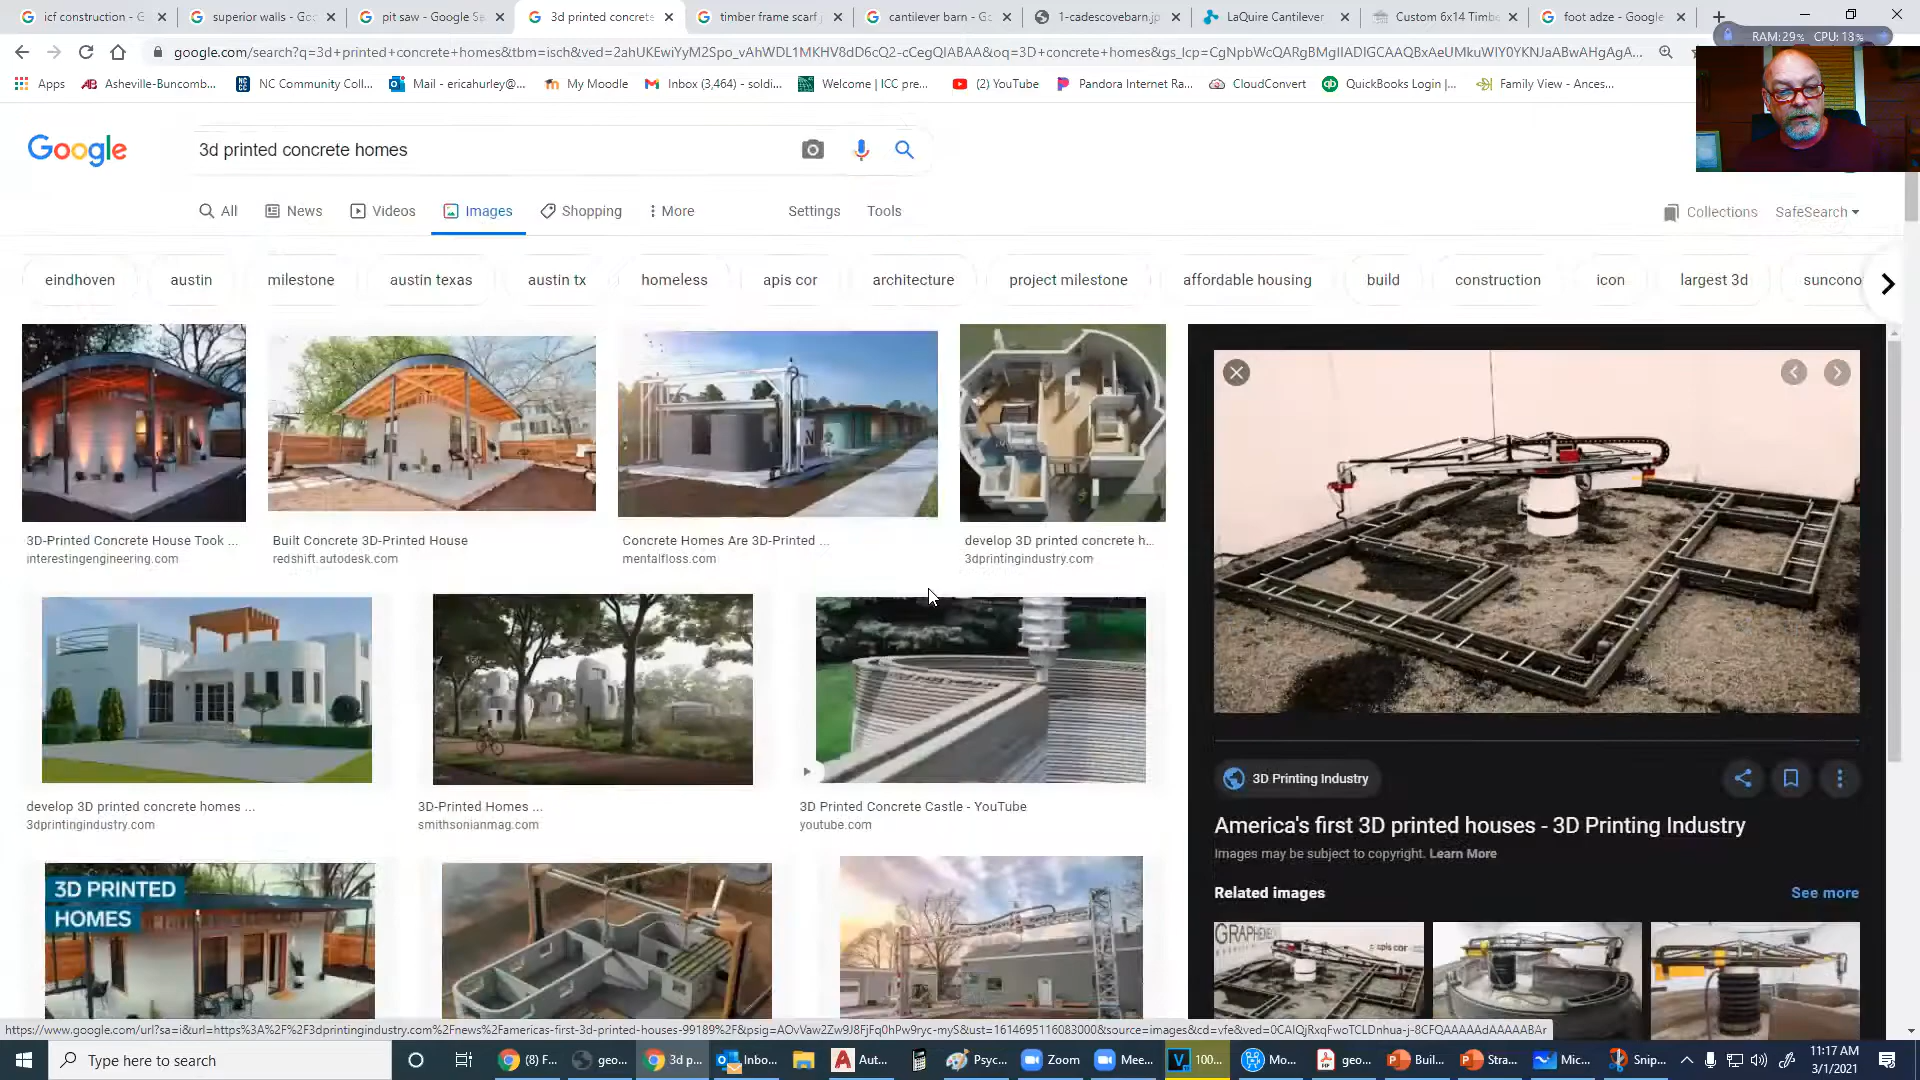 icf construction - G
superior walls - Goo
pit saw - Google Sea
3d printed concrete
timber frame scarf j
cantilever barn - Go
1-cadescovebarn.jp
LaQuire Cantilever
Custom 6x14 Timbe
foot adze - Google
RAM:29% CPU:13%
google.com/search?q=3d+printed+concrete+homes&tbm=isch&ved=2ahUKEwiYyM2Spo_vAhWDL1MKHV8dD6cQ2-cCegQIABAA&oq=3D+concrete+homes&gs_lcp=CgNpbWcQARgBMgIIADIGCAAQBxAeUMkuWIY0YKNJaABwAHgAgA...
Apps
Asheville-Buncomb...
NC Community Coll...
Mail - ericahurley@...
My Moodle
Inbox (3,464) - soldi...
Welcome | ICC pre...
(2) YouTube
Pandora Internet Ra...
CloudConvert
QuickBooks Login |...
Family View - Ances...
Google
3d printed concrete homes
All
News
Videos
Images
Shopping
More
Settings
Tools
Collections
SafeSearch
eindhoven
austin
milestone
austin texas
austin tx
homeless
apis cor
architecture
project milestone
affordable housing
build
construction
icon
largest 3d
suncono
3D-Printed Concrete House Took ...
interestingengineering.com
Built Concrete 3D-Printed House
redshift.autodesk.com
Concrete Homes Are 3D-Printed ...
mentalfloss.com
develop 3D printed concrete h...
3dprintingindustry.com
develop 3D printed concrete homes ...
3dprintingindustry.com
3D-Printed Homes ...
smithsonianmag.com
3D Printed Concrete Castle - YouTube
youtube.com
3D PRINTED
HOMES
3D Printing Industry
America's first 3D printed houses - 3D Printing Industry
Images may be subject to copyright. Learn More
Related images
See more
GRAPHENE
apis cor
https://www.google.com/url?sa=i&url=https%3A%2F%2F3dprintingindustry.com%2Fnews%2Famericas-first-3d-printed-houses-99189%2F&psig=AOvVaw2Zw9J8FjFq0hPw9ryc-myS&ust=1614695116083000&source=images&cd=vfe&ved=0CAIQjRxqFwoTCLDnhua-j-8CFQAAAAAdAAAAABAr
Type here to search
(3) F...
geo...
3d p...
Inbo...
Aut...
Psyc...
Zoom
Mee...
100...
Mo...
geo...
Buil...
Stra...
Mic...
Snip...
11:17 AM
3/1/2021